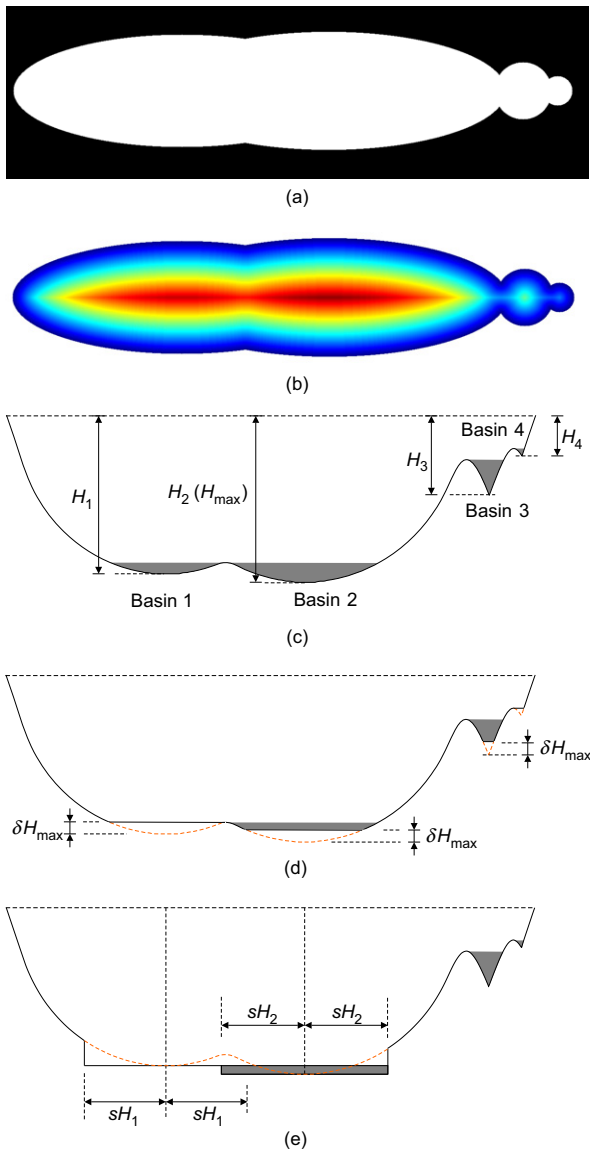 (a)
(b)
Basin 4
H₄
H₃
H₁
H₂ (Hmax)
Basin 3
Basin 1
Basin 2
(c)
δHmax
δHmax
δHmax
(d)
sH₂
sH₂
sH₁
sH₁
(e)